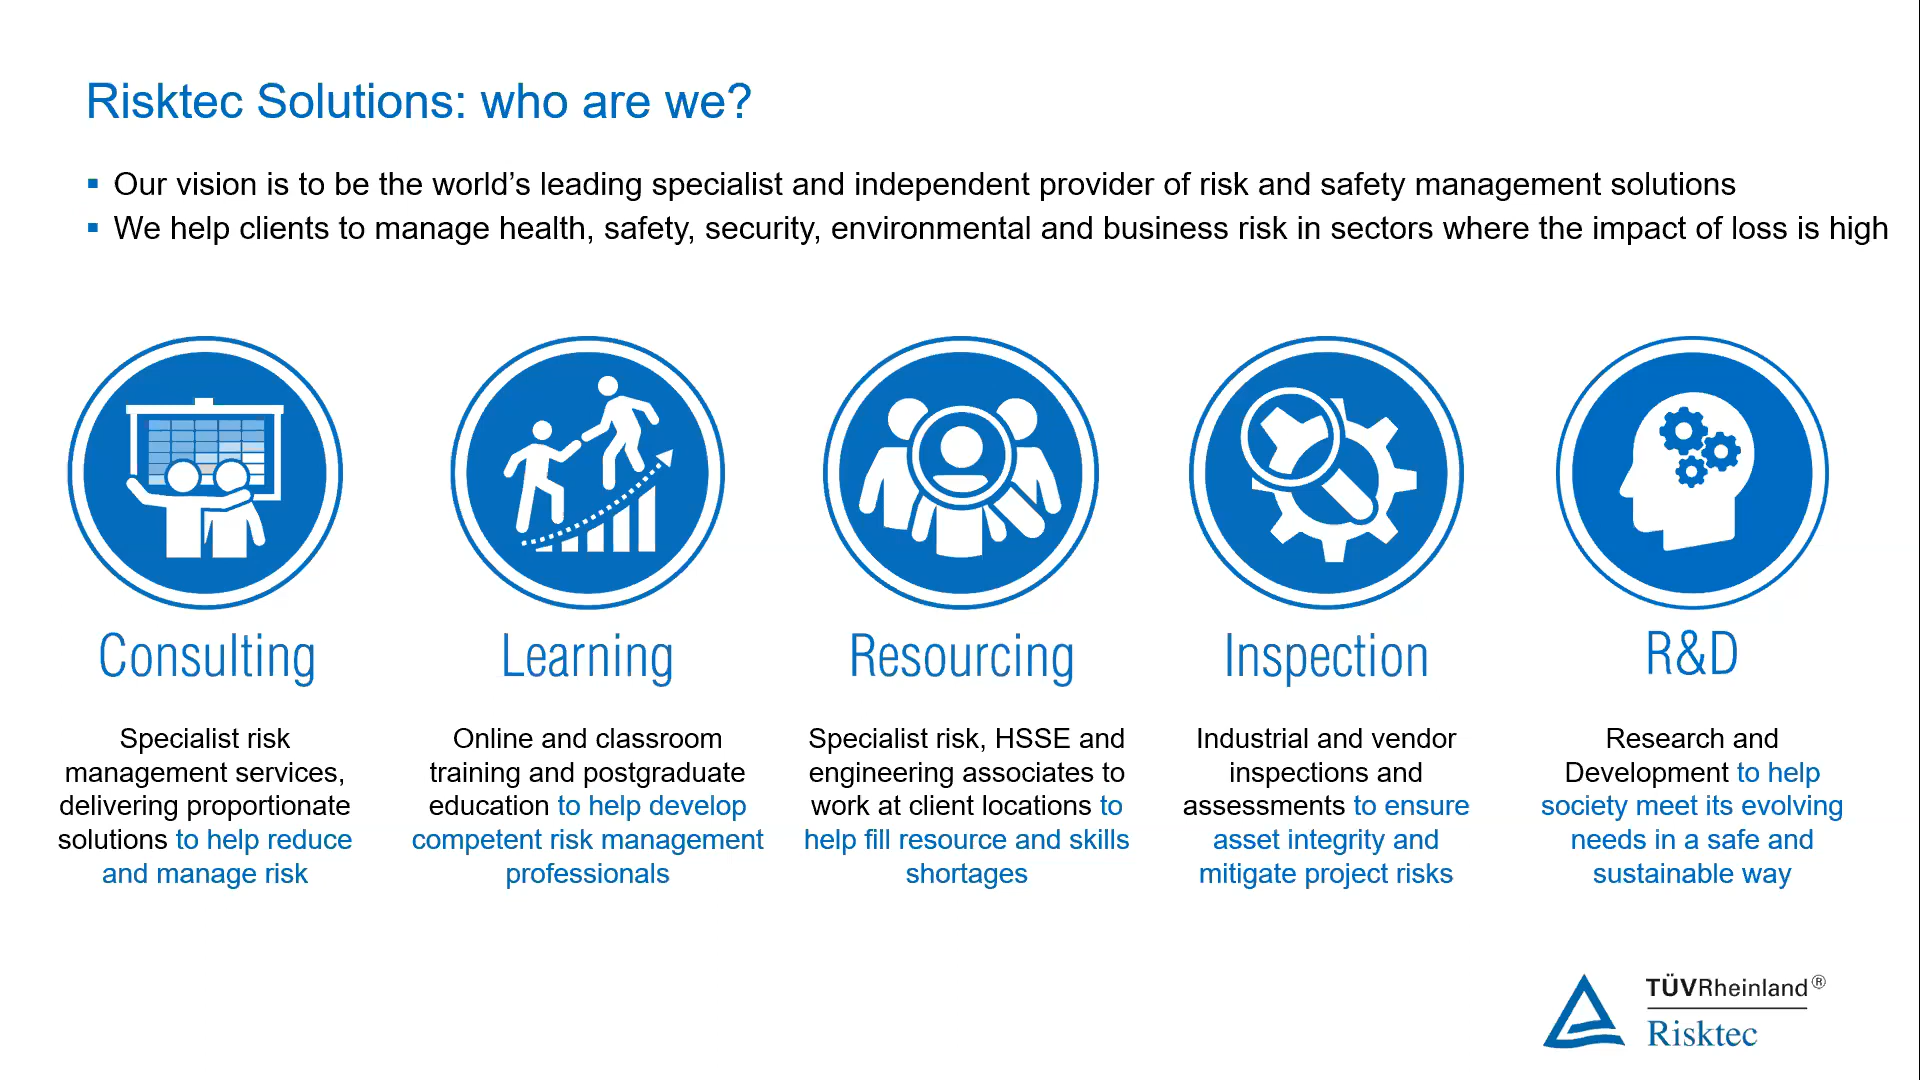 Risktec Solutions: who are we?
▪ Our vision is to be the world’s leading specialist and independent provider of risk and safety management solutions
▪ We help clients to manage health, safety, security, environmental and business risk in sectors where the impact of loss is high
Consulting
Specialist risk
management services,
delivering proportionate
solutions to help reduce
and manage risk
Learning
Online and classroom
training and postgraduate
education to help develop
competent risk management
professionals
Resourcing
Specialist risk, HSSE and
engineering associates to
work at client locations to
help fill resource and skills
shortages
Inspection
Industrial and vendor
inspections and
assessments to ensure
asset integrity and
mitigate project risks
R&D
Research and
Development to help
society meet its evolving
needs in a safe and
sustainable way
TÜVRheinland®
Risktec